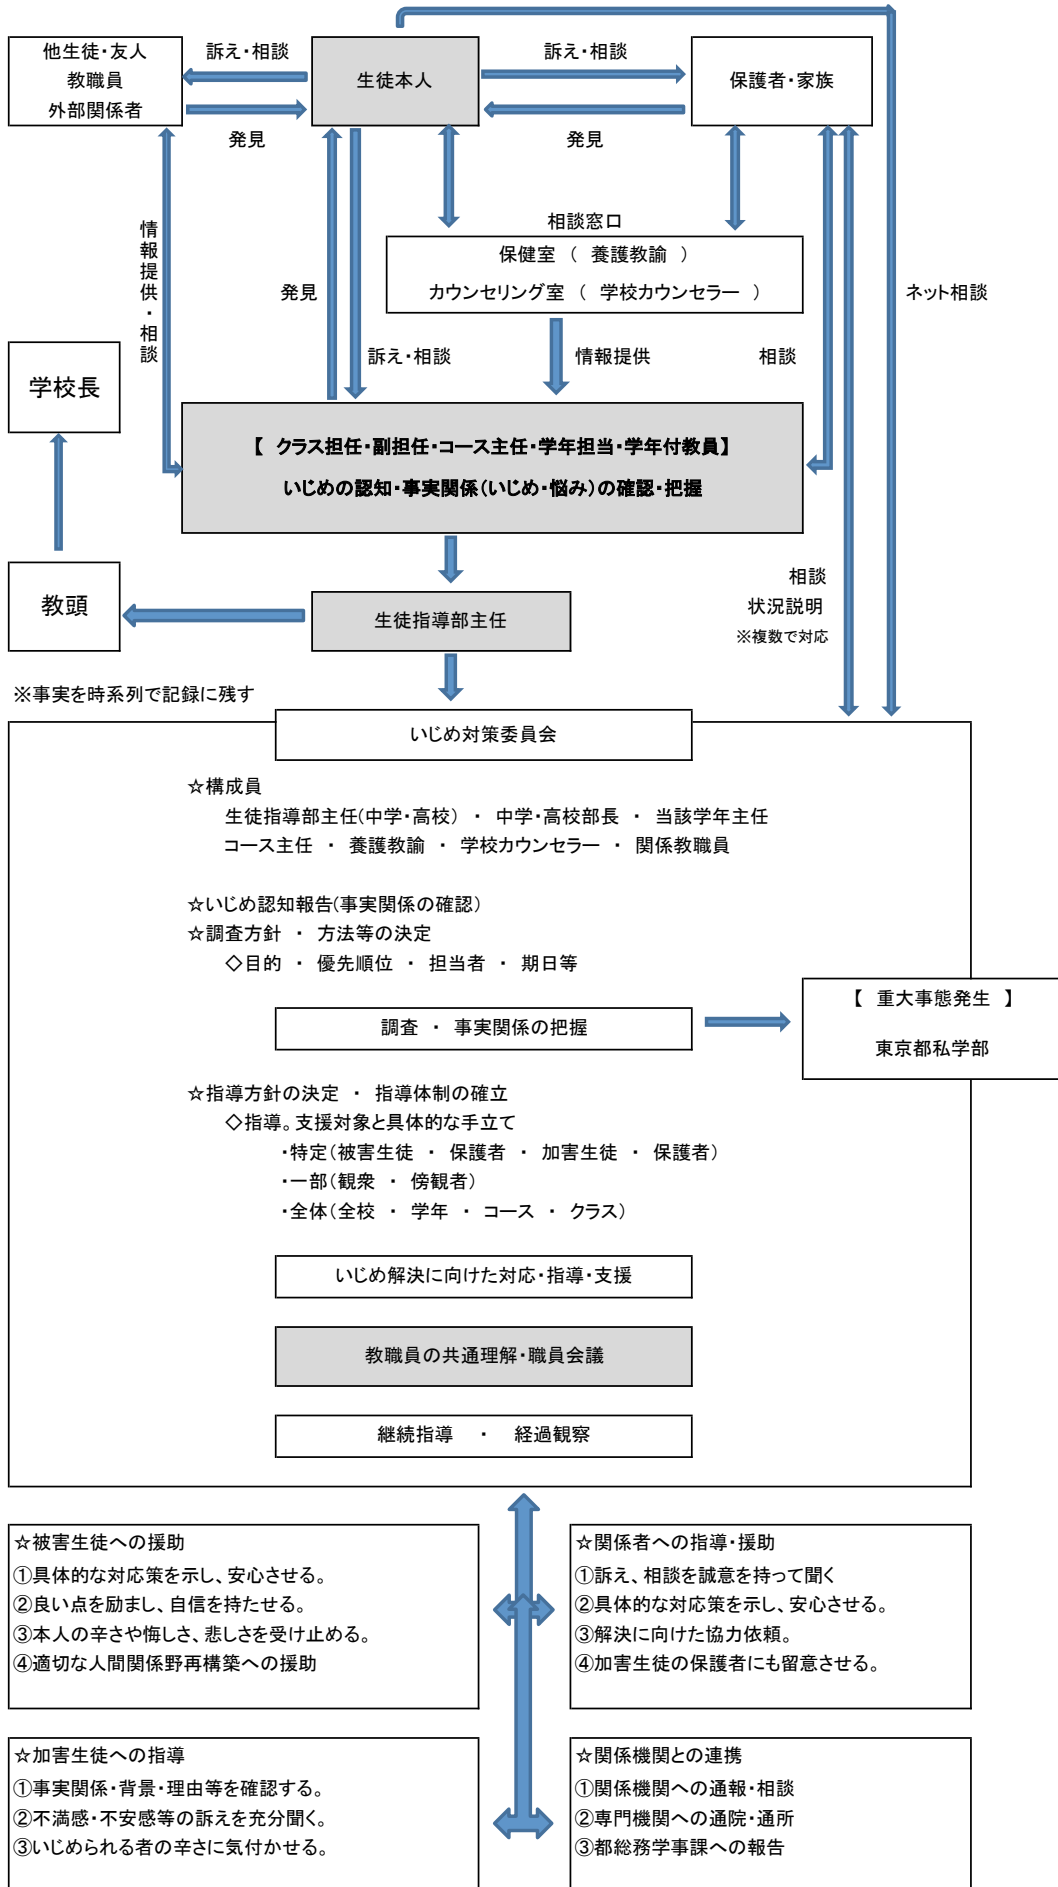 他生徒・友人
教職員
外部関係者
訴え・相談
発見
生徒本人
訴え・相談
発見
保護者・家族
情報提供・相談
発見
訴え・相談
相談窓口
保健室 （ 養護教諭 ）
カウンセリング室 （ 学校カウンセラー ）
情報提供
相談
ネット相談
学校長
【 クラス担任・副担任・コース主任・学年担当・学年付教員】
いじめの認知・事実関係（いじめ・悩み）の確認・把握
教頭
生徒指導部主任
相談
状況説明
※複数で対応
※事実を時系列で記録に残す
いじめ対策委員会
☆構成員
生徒指導部主任(中学・高校) ・ 中学・高校部長 ・ 当該学年主任
コース主任 ・ 養護教諭 ・ 学校カウンセラー ・ 関係教職員
☆いじめ認知報告(事実関係の確認)
☆調査方針 ・ 方法等の決定
◇目的 ・ 優先順位 ・ 担当者 ・ 期日等
調査 ・ 事実関係の把握
【 重大事態発生 】
東京都私学部
☆指導方針の決定 ・ 指導体制の確立
◇指導。支援対象と具体的な手立て
・特定（被害生徒 ・ 保護者 ・ 加害生徒 ・ 保護者）
・一部（観衆 ・ 傍観者）
・全体（全校 ・ 学年 ・ コース ・ クラス）
いじめ解決に向けた対応・指導・支援
教職員の共通理解・職員会議
継続指導 ・ 経過観察
☆被害生徒への援助
①具体的な対応策を示し、安心させる。
②良い点を励まし、自信を持たせる。
③本人の辛さや悔しさ、悲しさを受け止める。
④適切な人間関係野再構築への援助
☆関係者への指導・援助
①訴え、相談を誠意を持って聞く
②具体的な対応策を示し、安心させる。
③解決に向けた協力依頼。
④加害生徒の保護者にも留意させる。
☆加害生徒への指導
①事実関係・背景・理由等を確認する。
②不満感・不安感等の訴えを充分聞く。
③いじめられる者の辛さに気付かせる。
☆関係機関との連携
①関係機関への通報・相談
②専門機関への通院・通所
③都総務学事課への報告